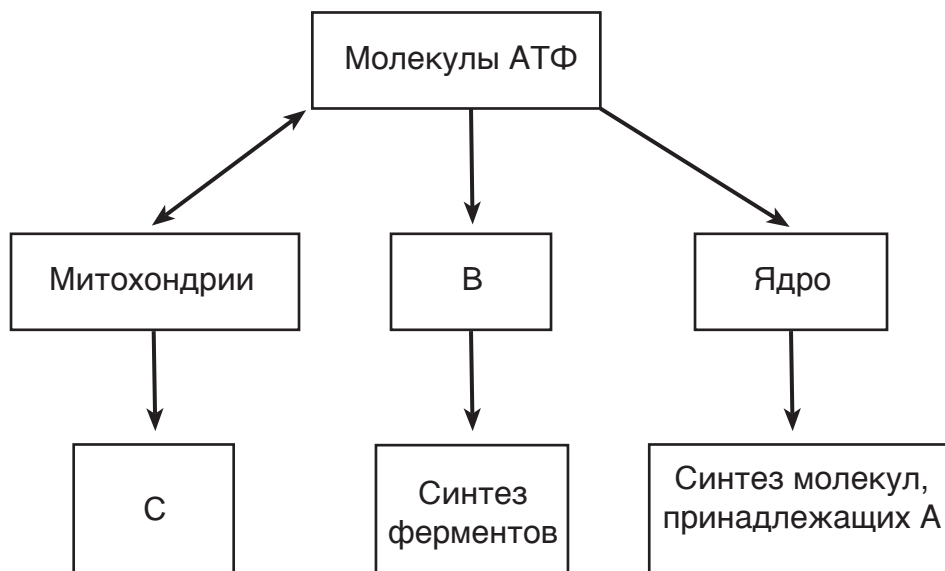 Молекулы АТФ
Митохондрии
В
Ядро
С
Синтез
ферментов
Синтез молекул,
принадлежащих А